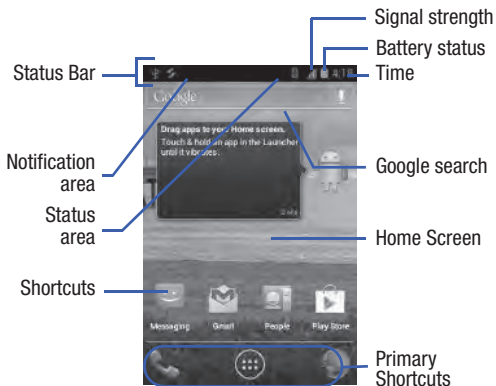 Signal strength
Battery status
Time
Status Bar
4:18
Google
Drag apps to your Home screen.
Touch & hold an app in the Launcher
until it vibrates.
Notification
area
Google search
Status
area
Home Screen
Shortcuts
Messaging
Gmail
People
Play Store
Primary
Shortcuts